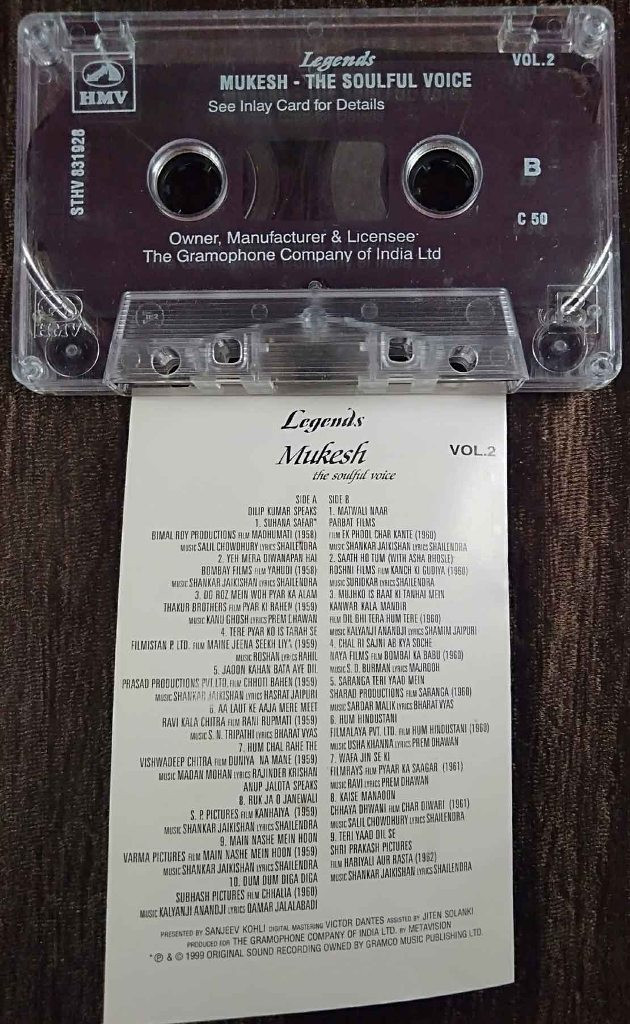 Legends
VOL.2
HMV
MUKESH - THE SOULFUL VOICE
See Inlay Card for Details
STHV 831928
B
C 50
Owner, Manufacturer & Licensee
The Gramophone Company of India Ltd
HMV
Legends
Mukesh
VOL.2
the soulful voice
SIDE A
DILIP KUMAR SPEAKS
1. SUHANA SAFAR*
BIMAL ROY PRODUCTIONS FILM MADHUMATI (1958)
MUSIC SALIL CHOWDHURY LYRICS SHAILENDRA
2. YEH MERA DIWANAPAN HAI
BOMBAY FILMS FILM YAHUDI (1958)
MUSIC SHANKAR JAIKISHAN LYRICS SHAILENDRA
3. DO ROZ MEIN WOH PYAR KA ALAM
THAKUR BROTHERS FILM PYAR KI RAHEN (1959)
MUSIC KANU GHOSH LYRICS PREM DHAWAN
4. TERE PYAR KO IS TARAH SE
FILMISTAN P. LTD. FILM MAINE JEENA SEEKH LIYA (1959)
MUSIC ROSHAN LYRICS RAHIL
5. JAOON KAHAN BATA AYE DIL
PRASAD PRODUCTIONS PVT LTD. FILM CHHOTI BAHEN (1959)
MUSIC SHANKAR JAIKISHAN LYRICS HASRAT JAIPURI
6. AA LAUT KE AAJA MERE MEET
RAVI KALA CHITRA FILM RANI RUPMATI (1959)
MUSIC S. N. TRIPATHI LYRICS BHARAT VYAS
7. HUM CHAL RAHE THE
VISHWADEEP CHITRA FILM DUNIYA NA MANE (1959)
MUSIC MADAN MOHAN LYRICS RAJINDER KRISHAN
ANUP JALOTA SPEAKS
8. RUK JA O JANEWALI
S. P. PICTURES FILM KANHAIYA (1959)
MUSIC SHANKAR JAIKISHAN LYRICS SHAILENDRA
9. MAIN NASHE MEIN HOON
VARMA PICTURES FILM MAIN NASHE MEIN HOON (1959)
MUSIC SHANKAR JAIKISHAN LYRICS SHAILENDRA
10. DUM DUM DIGA DIGA
SUBHASH PICTURES FILM CHHALIA (1960)
MUSIC KALYANJI ANANDJI LYRICS QAMAR JALALABADI
SIDE B
1. MATWALI NAAR
PARBAT FILMS
FILM EK PHOOL CHAR KANTE (1960)
MUSIC SHANKAR JAIKISHAN LYRICS SHAILENDRA
2. SAATH HO TUM (WITH ASHA BHOSLE)
ROSHNI FILMS FILM KANCH KI GUDIYA (1960)
MUSIC SURIDKAR LYRICS SHAILENDRA
3. MUJHKO IS RAAT KI TANHAI MEIN
KANWAR KALA MANDIR
FILM DIL BHI TERA HUM TERE (1960)
MUSIC KALYANJI ANANDJI LYRICS SHAMIM JAIPURI
4. CHAL RI SAJNI AB KYA SOCHE
NAYA FILMS FILM BOMBAI KA BABU (1960)
MUSIC S. D. BURMAN LYRICS MAJROOH
5. SARANGA TERI YAAD MEIN
SHARAD PRODUCTIONS FILM SARANGA (1960)
MUSIC SARDAR MALIK LYRICS BHARAT VYAS
6. HUM HINDUSTANI
FILMALAYA PVT. LTD. FILM HUM HINDUSTANI (1960)
MUSIC USHA KHANNA LYRICS PREM DHAWAN
7. WAFA JIN SE KI
FILMRAYS FILM PYAAR KA SAAGAR (1961)
MUSIC RAVI LYRICS PREM DHAWAN
8. KAISE MANAOON
CHHAYA DHWANI FILM CHAR DIWARI (1961)
MUSIC SALIL CHOWDHURY LYRICS SHAILENDRA
9. TERI YAAD DIL SE
SHRI PRAKASH PICTURES
FILM HARIYALI AUR RASTA (1962)
MUSIC SHANKAR JAIKISHAN LYRICS SHAILENDRA
PRESENTED BY SANJEEV KOHLI DIGITAL MASTERING VICTOR DANTES ASSISTED BY JITEN SOLANKI
PRODUCED FOR THE GRAMOPHONE COMPANY OF INDIA LTD. BY METAVISION
*℗ & © 1999 ORIGINAL SOUND RECORDING OWNED BY GRAMCO MUSIC PUBLISHING LTD.